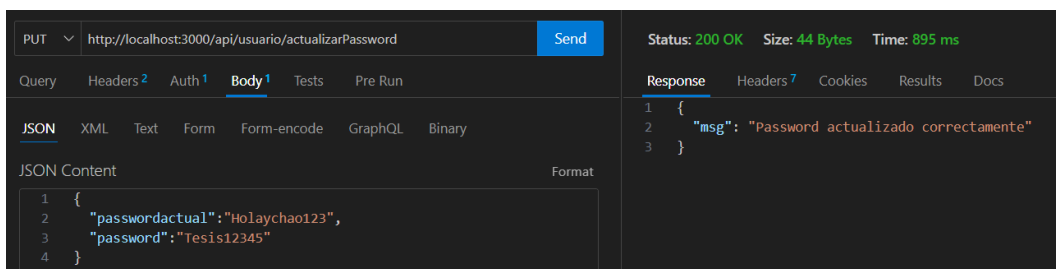 PUT http://localhost:3000/api/usuario/actualizarPassword Send
Query Headers 2 Auth 1 Body 1 Tests Pre Run
JSON XML Text Form Form-encode GraphQL Binary
JSON Content Format
1 {
2 "passwordactual":"Holaychao123",
3 "password":"Tesis12345"
4 }
Status: 200 OK Size: 44 Bytes Time: 895 ms
Response Headers 7 Cookies Results Docs
1 {
2 "msg": "Password actualizado correctamente"
3 }